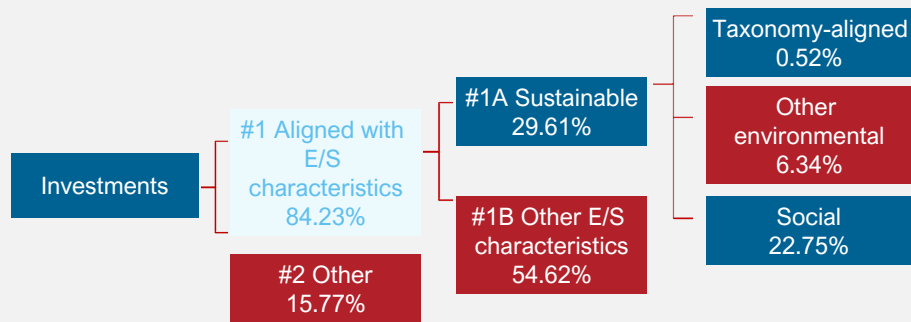 Investments
#1 Aligned with
E/S
characteristics
84.23%
#2 Other
15.77%
#1A Sustainable
29.61%
#1B Other E/S
characteristics
54.62%
Taxonomy-aligned
0.52%
Other
environmental
6.34%
Social
22.75%